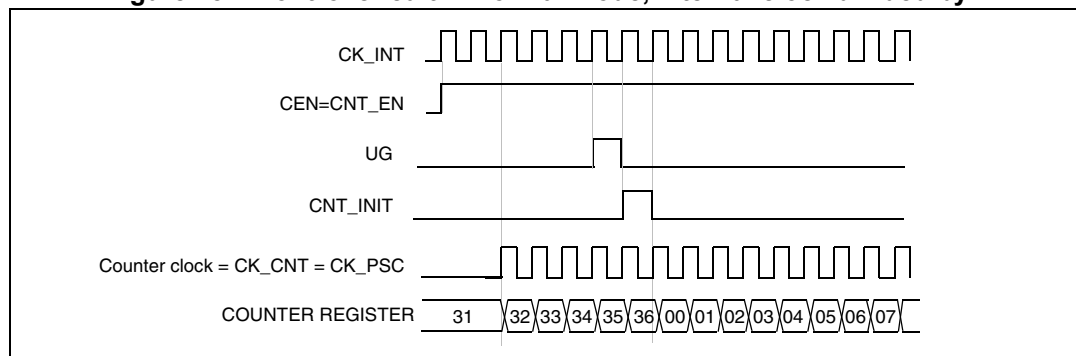 CK_INT
CEN=CNT_EN
UG
CNT_INIT
Counter clock = CK_CNT = CK_PSC
COUNTER REGISTER 31 32 33 34 35 36 00 01 02 03 04 05 06 07